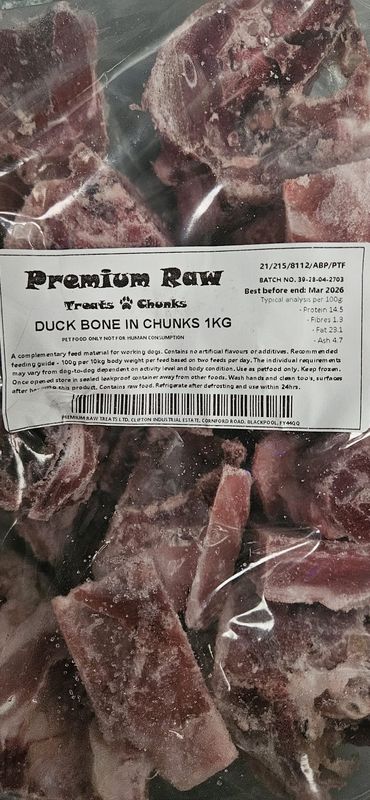 Premium Raw
Treats Chunks
21/215/8112/ABP/PTF
BATCH NO. 39-28-04-2703
Best before end: Mar 2026
Typical analysis per 100g:
- Protein 14.5
- Fibres 1.9
- Fat 23.1
- Ash 4.7
DUCK BONE IN CHUNKS 1KG
PET FOOD ONLY NOT FOR HUMAN CONSUMPTION
A complementary feed material for working dogs. Contains no artificial flavours or additives. Recommended
feeding guide - 100g per 10kg body weight per feed based on two feeds per day. The individual requirements
may vary from dog-to-dog dependent on activity level and body condition. Use as petfood only. Keep frozen.
Once opened store in sealed leakproof container away from other foods. Wash hands and clean tools, surfaces
after this product. Contains raw food. Refrigerate after defrosting and use within 24hrs.
PREMIUM RAW TREATS LTD, CLIFTON INDUSTRIAL ESTATE, CORNFORD ROAD, BLACKPOOL, FY44QQ